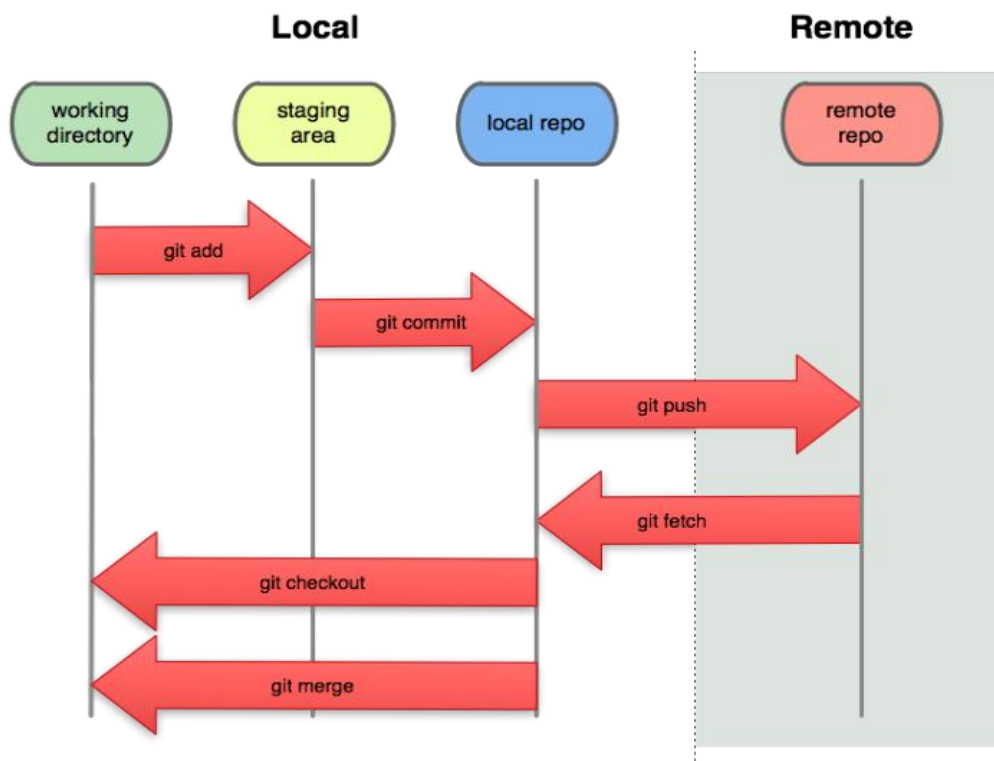 Local
Remote
working
directory
staging
area
local repo
remote
repo
git add
git commit
git push
git fetch
git checkout
git merge